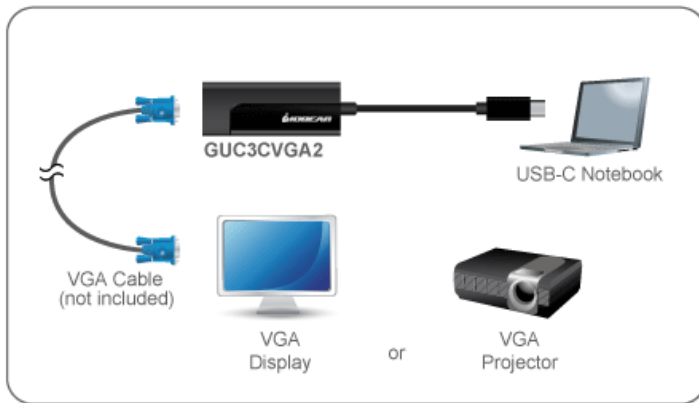 IOGEAR
GUC3CVGA2
USB-C Notebook
VGA Cable
(not included)
VGA
Display
or
VGA
Projector